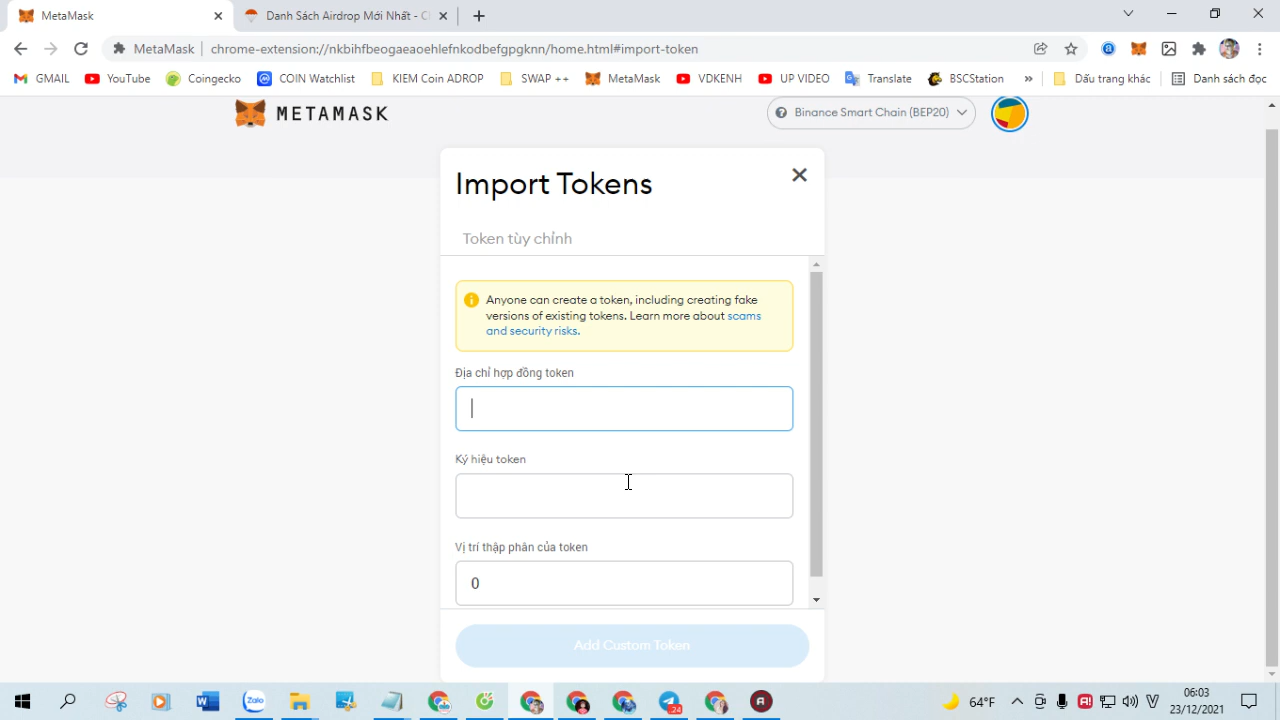 MetaMask
Danh Sách Airdrop Mới Nhất - C
MetaMask
chrome-extension://nkbihfbeogaeaoehlefnkodbefgpgknn/home.html#import-token
GMAIL
YouTube
Coingecko
COIN Watchlist
KIEM Coin ADROP
SWAP ++
MetaMask
VDKENH
UP VIDEO
Translate
BSCStation
»
Dấu trang khác
Danh sách đọc
METAMASK
Binance Smart Chain (BEP20)
Import Tokens
Token tùy chỉnh
Anyone can create a token, including creating fake
versions of existing tokens. Learn more about scams
and security risks.
Địa chỉ hợp đồng token
Ký hiệu token
Vị trí thập phân của token
0
Add Custom Token
Zalo
24
64°F
06:03
23/12/2021